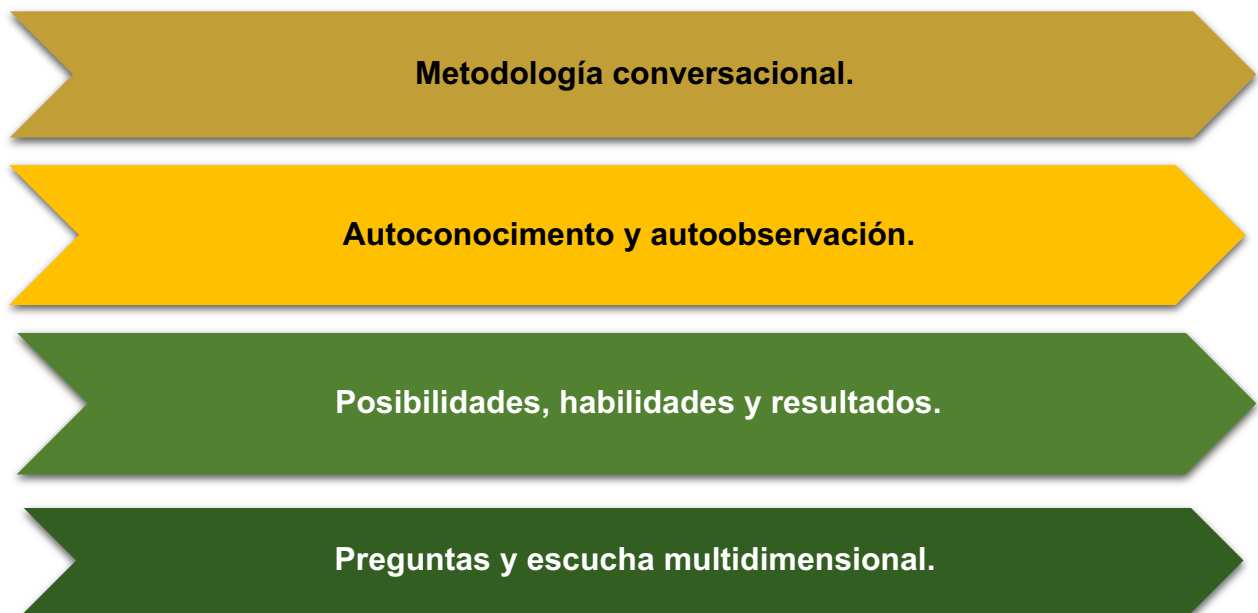 Metodología conversacional.
Autoconocimento y autoobservación.
Posibilidades, habilidades y resultados.
Preguntas y escucha multidimensional.